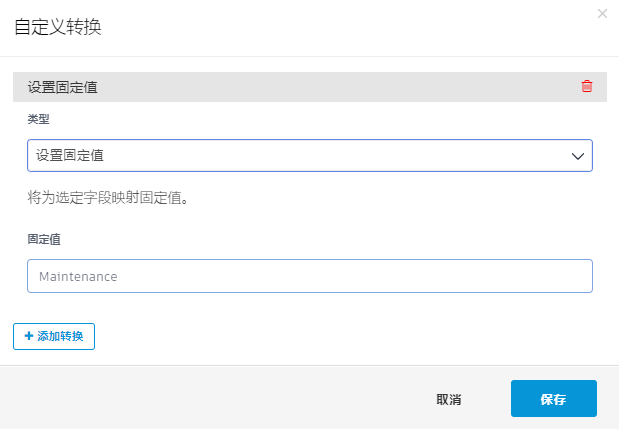 自定义转换
设置固定值
类型
设置固定值
将为选定字段映射固定值。
固定值
Maintenance
+ 添加转换
取消
保存